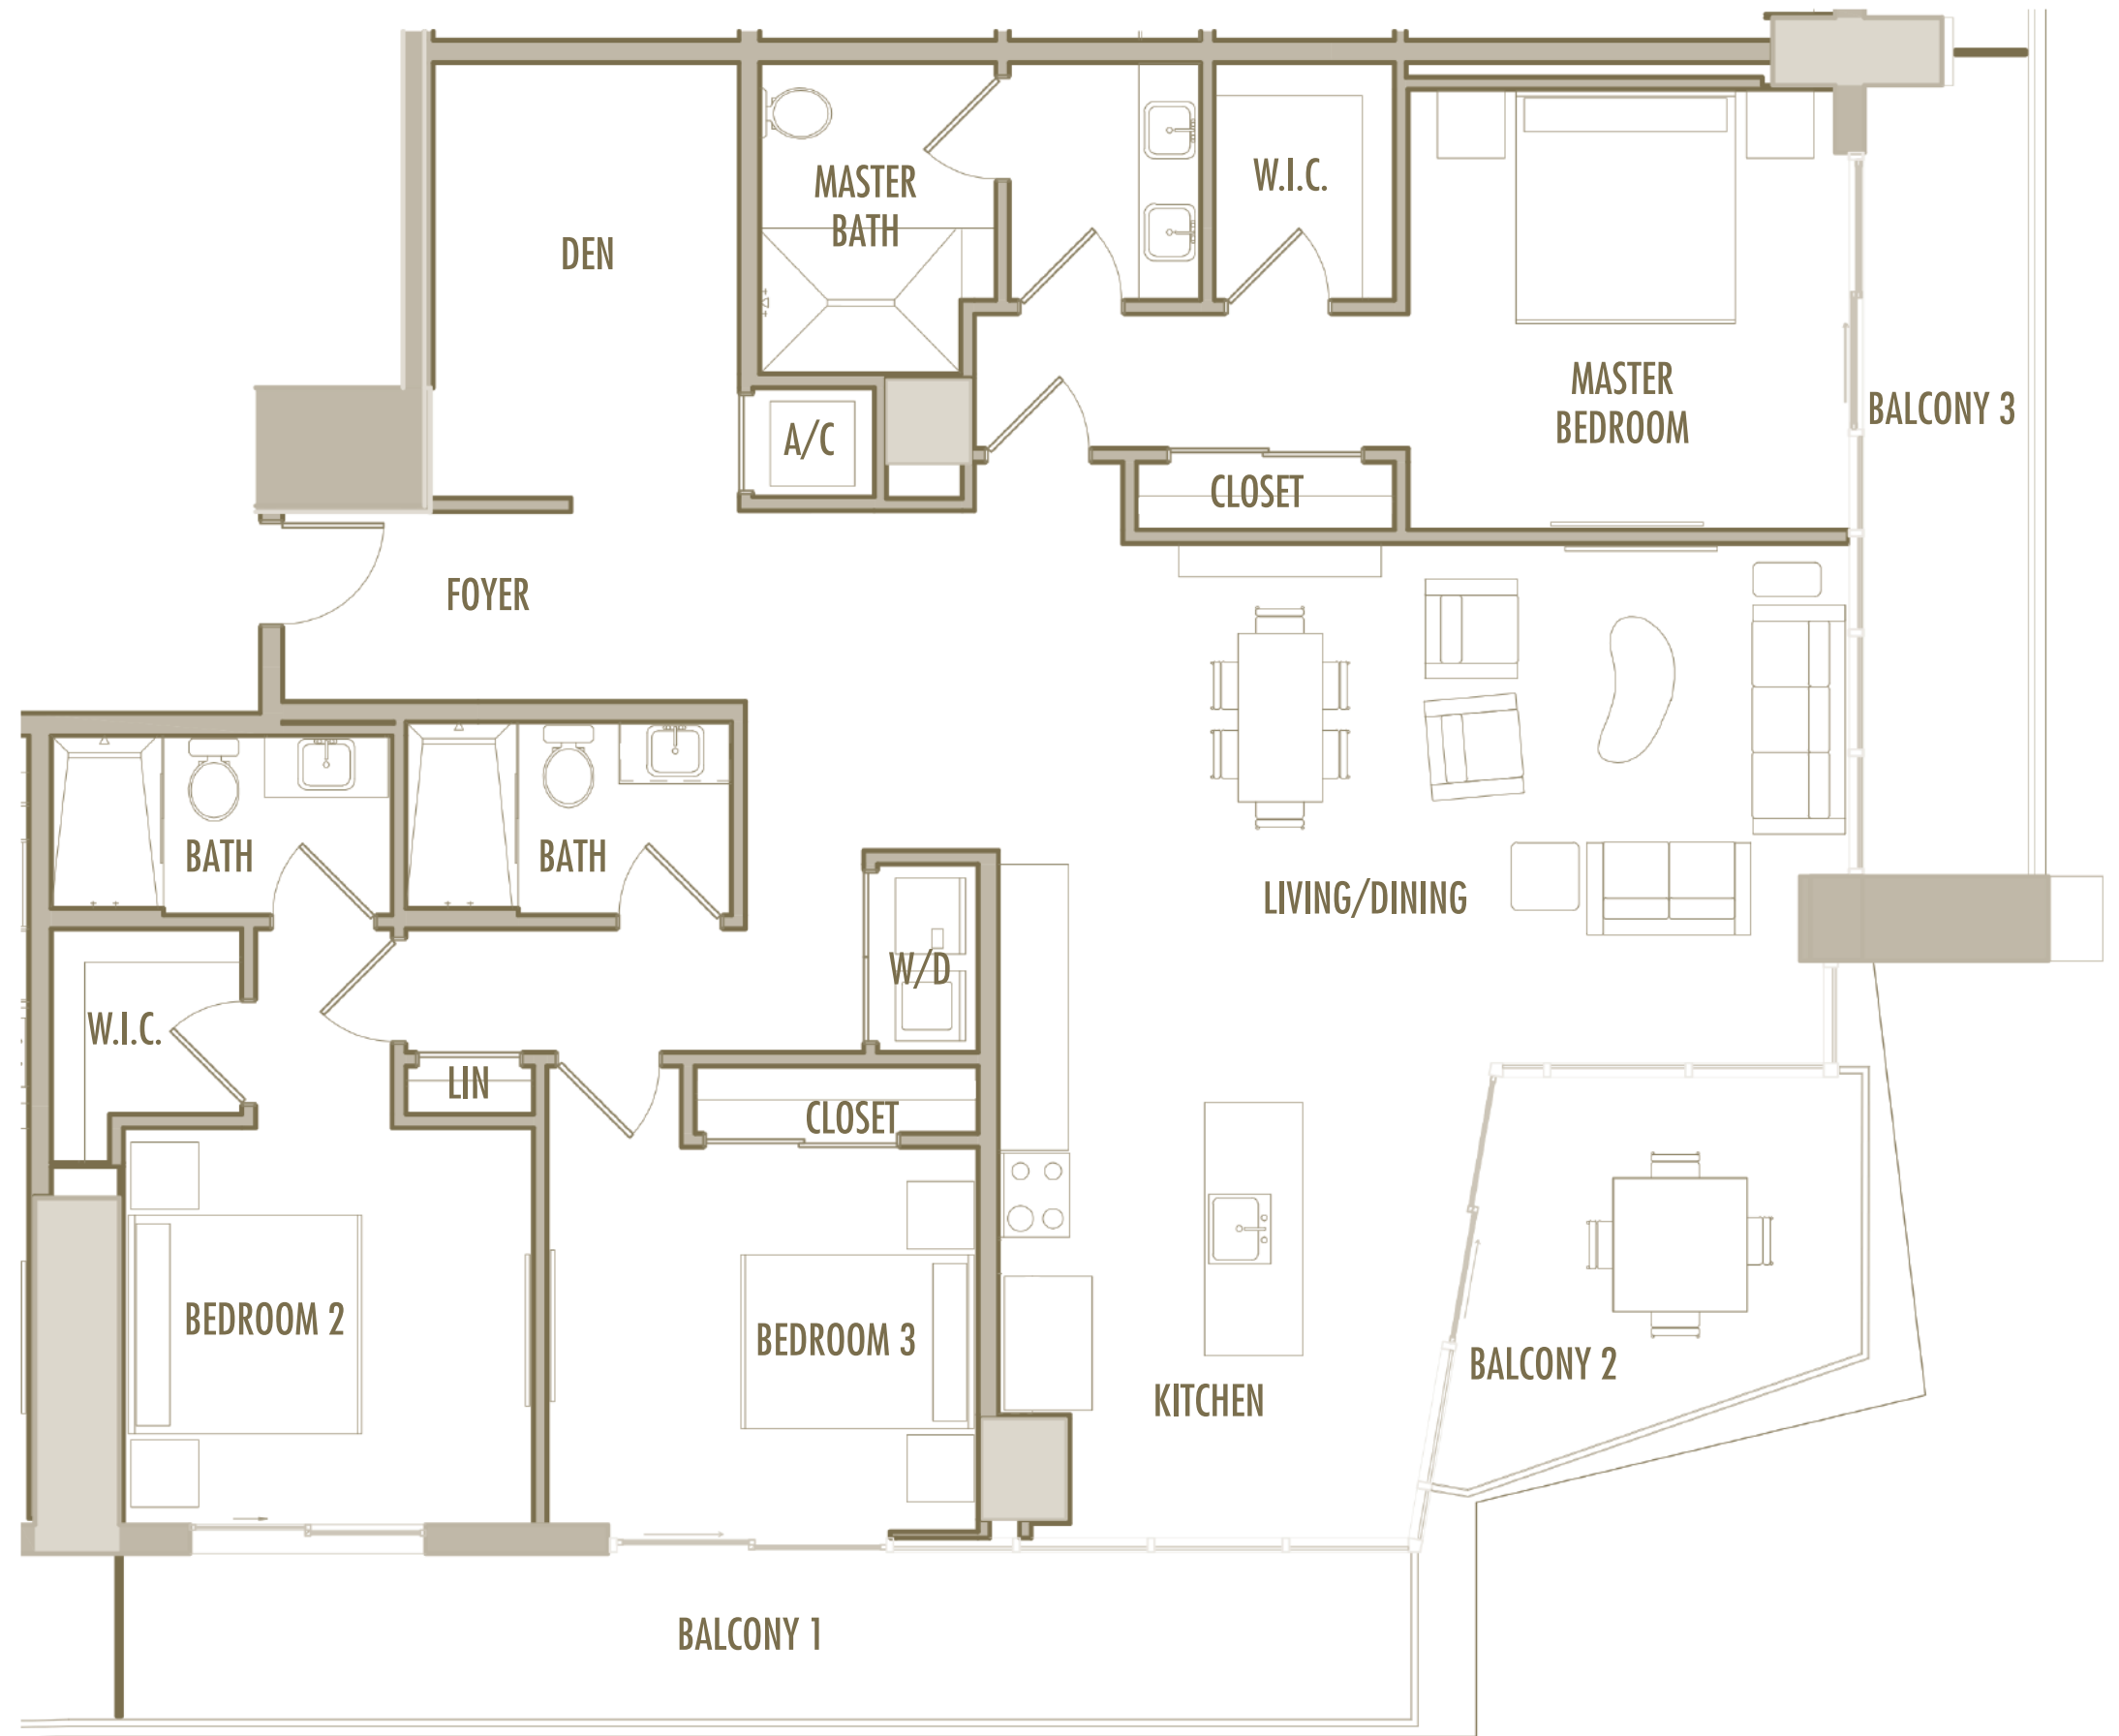 MASTER
BATH
W.I.C.
DEN
MASTER
BEDROOM
BALCONY 3
A/C
CLOSET
FOYER
BATH
BATH
LIVING/DINING
W/D
W.I.C.
LIN
CLOSET
BEDROOM 2
BEDROOM 3
BALCONY 2
KITCHEN
BALCONY 1